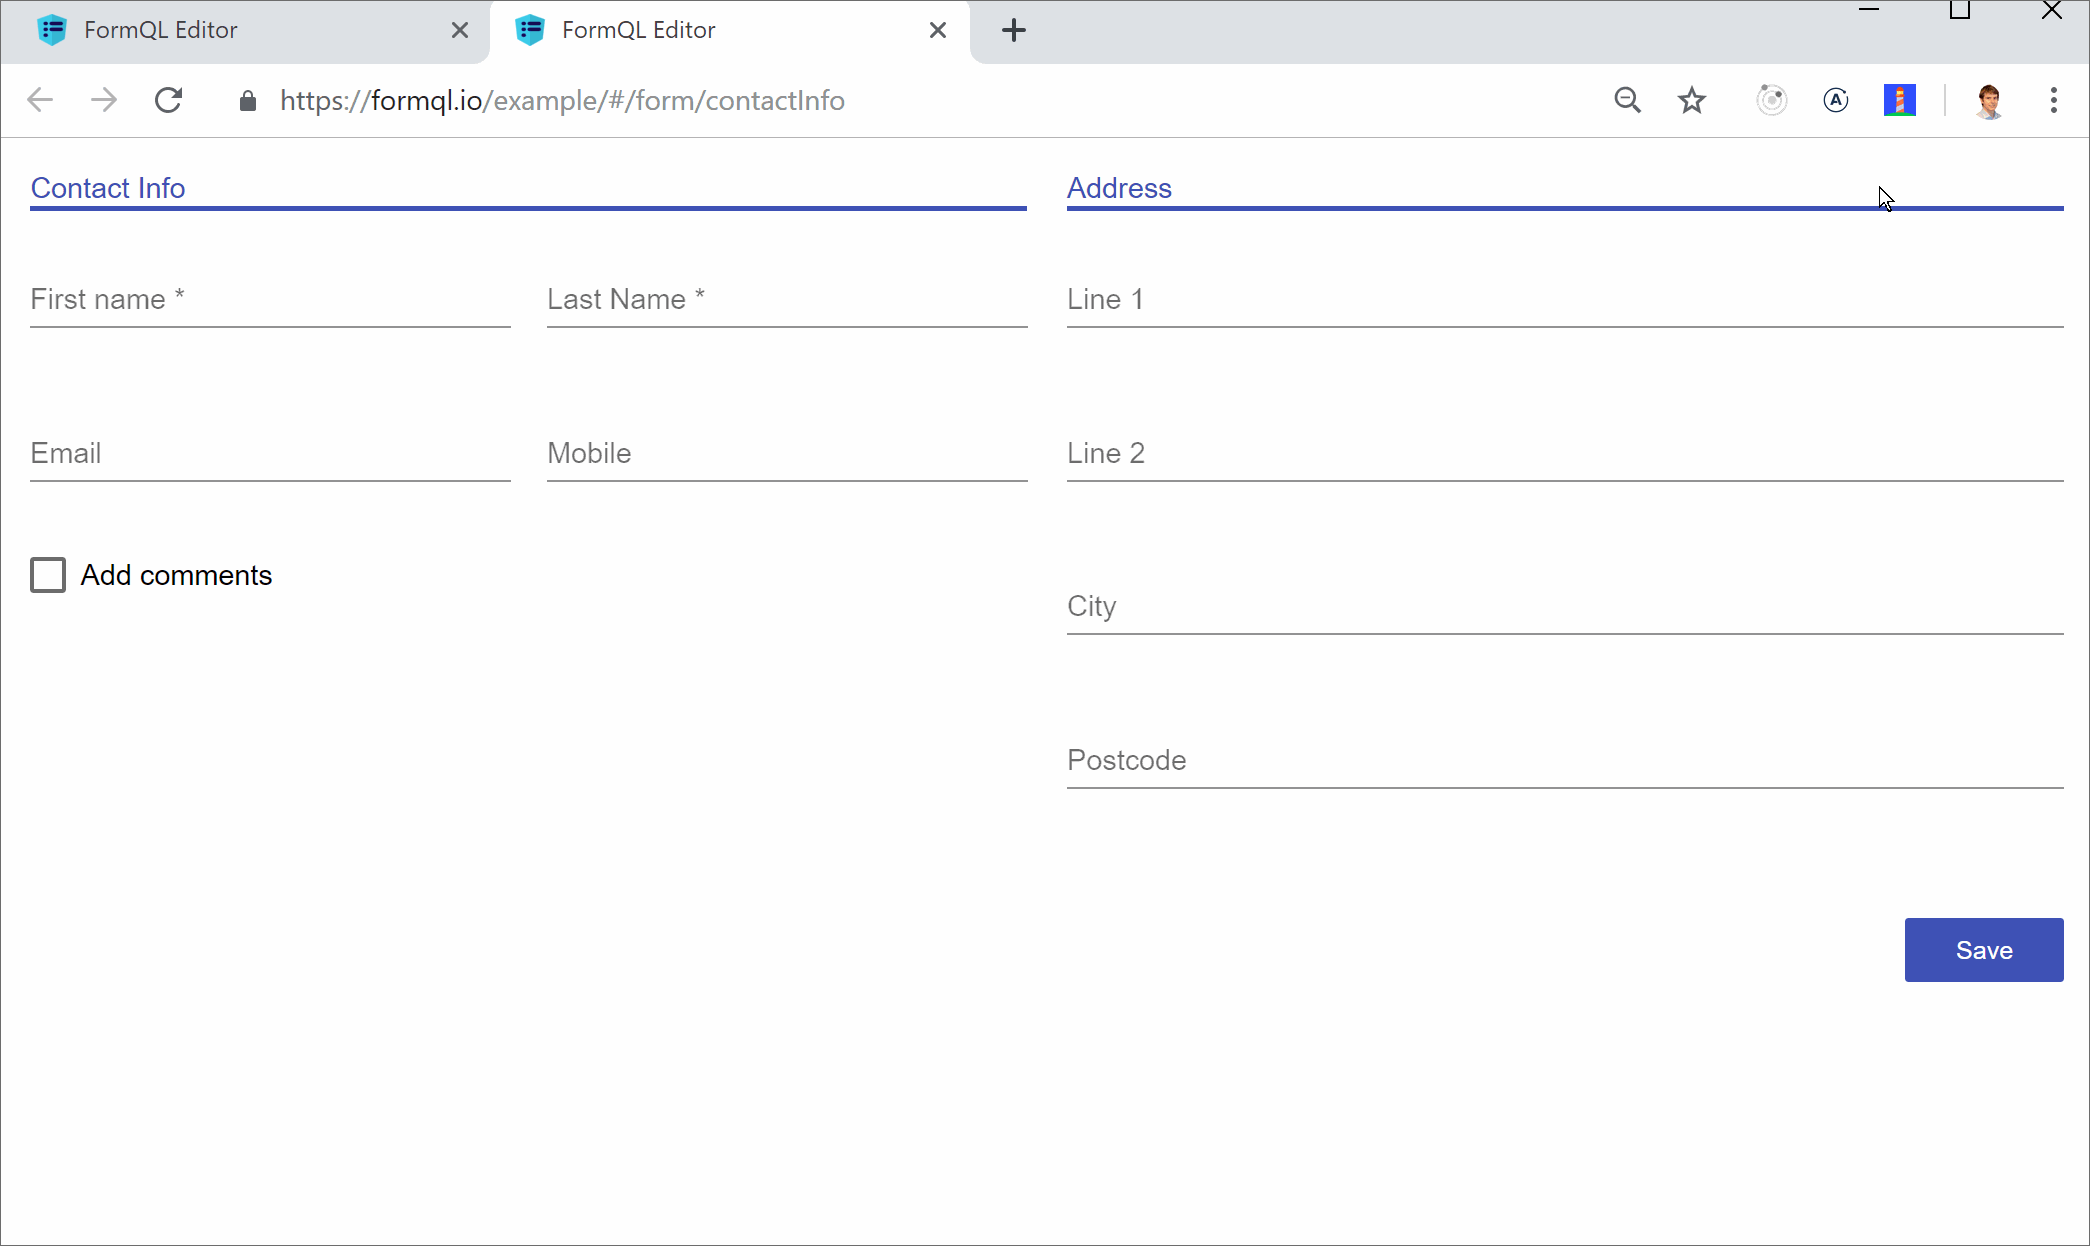 FormQL Editor
FormQL Editor
https://formql.io/example/#/form/contactInfo
A
Contact Info
Address
First name *
Last Name *
Line 1
Email
Mobile
Line 2
Add comments
City
Postcode
Save